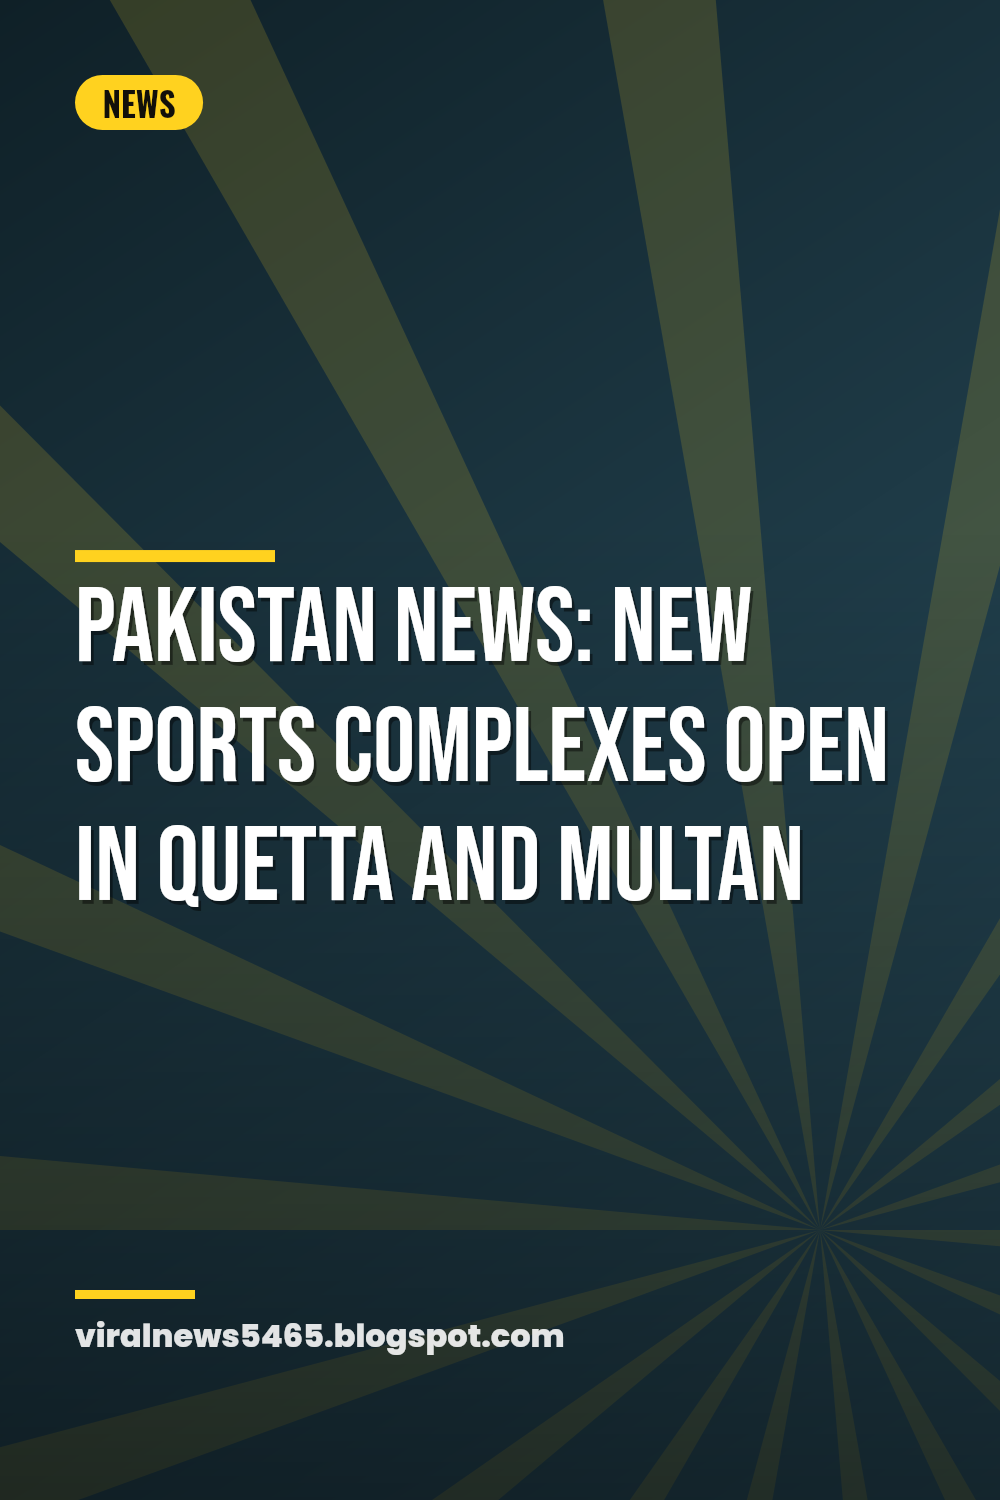 NEWS
PAKISTAN NEWS: NEW
SPORTS COMPLEXES OPEN
IN QUETTA AND MULTAN
viralnews5465.blogspot.com